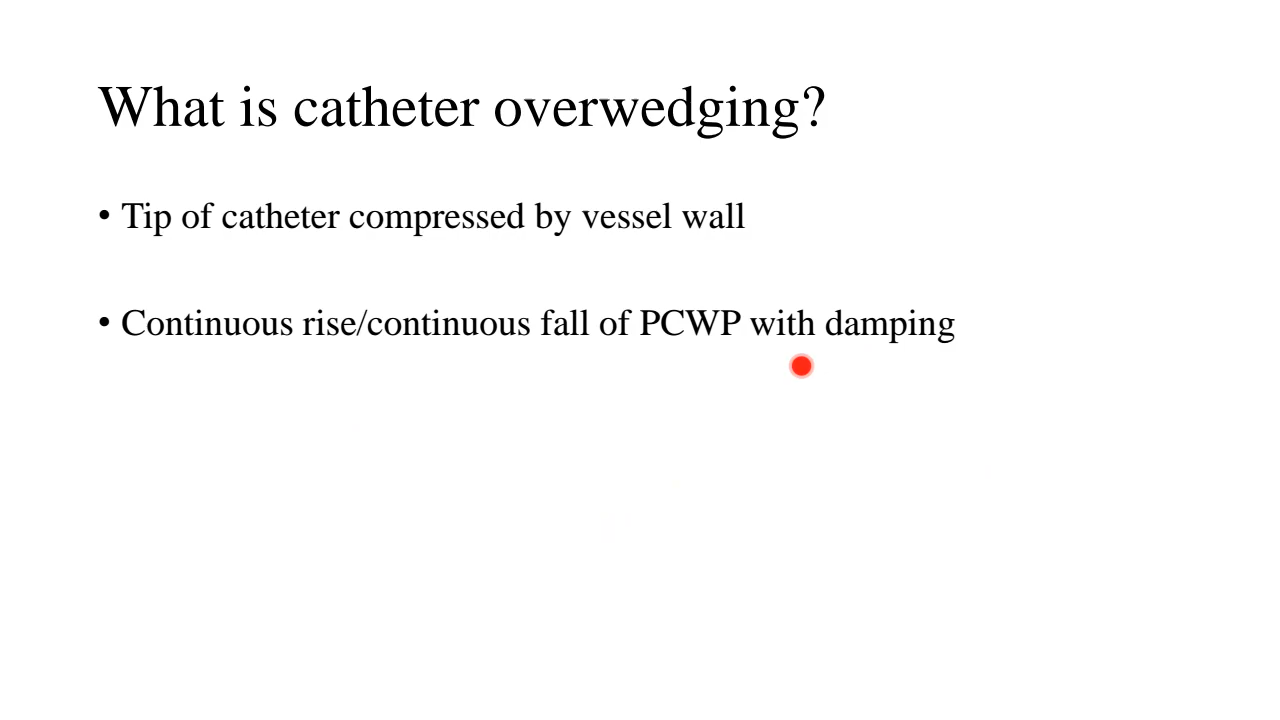 What is catheter overwedging?
• Tip of catheter compressed by vessel wall
• Continuous rise/continuous fall of PCWP with damping